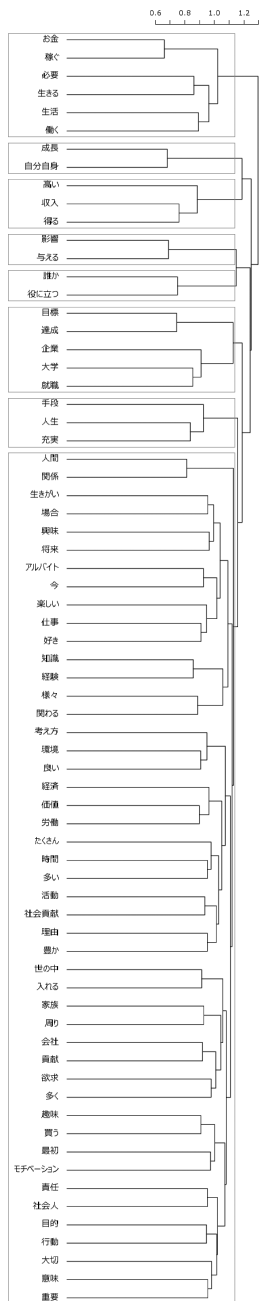 0.6 0.8 1.0 1.2
お金
稼ぐ
必要
生きる
生活
働く
成長
自分自身
高い
収入
得る
影響
与える
誰か
役に立つ
目標
達成
企業
大学
就職
手段
人生
充実
人間
関係
生きがい
場合
興味
将来
アルバイト
今
楽しい
仕事
好き
知識
経験
様々
関わる
考え方
環境
良い
経済
価値
労働
たくさん
時間
多い
活動
社会貢献
理由
豊か
世の中
入れる
家族
周り
会社
貢献
欲求
多く
趣味
買う
最初
モチベーション
責任
社会人
目的
行動
大切
意味
重要